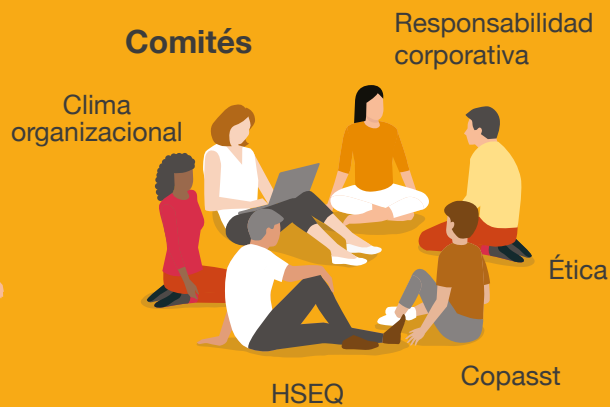 Comités
Responsabilidad
corporativa
Clima
organizacional
Ética
Copasst
HSEQ